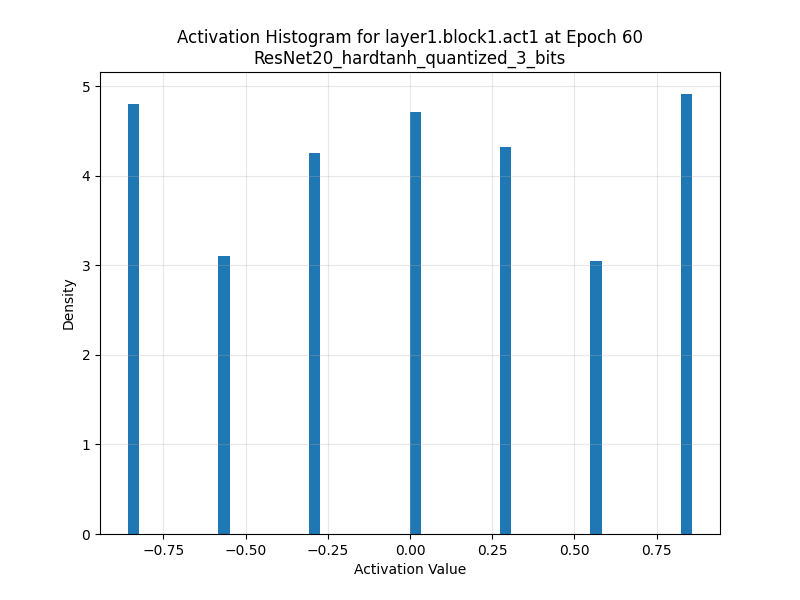 Activation Histogram for layer1.block1.act1 at Epoch 60
ResNet20_hardtanh_quantized_3_bits
5
4
3
2
1
0
Density
−0.75 −0.50 −0.25 0.00 0.25 0.50 0.75
Activation Value